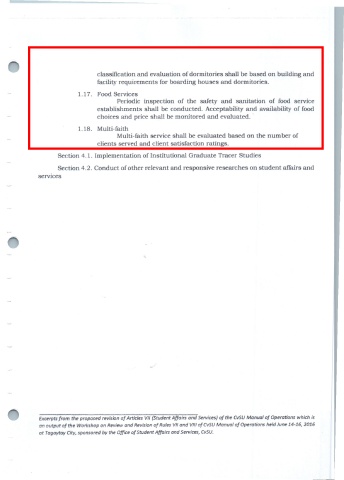 classification and evaluation of dormitories shall be based on building and
facility requirements for boarding houses and dormitories.
1.17. Food Services
Periodic inspection of the safety and sanitation of food service
establishments shall be conducted. Acceptability and availability of food
choices and price shall be monitored and evaluated.
1.18. Multi-faith
Multi-faith service shall be evaluated based on the number of
clients served and client satisfaction ratings.
Section 4.1. Implementation of Institutional Graduate Tracer Studies
Section 4.2. Conduct of other relevant and responsive researches on student affairs and
services
Excerpts from the proposed revision of Articles VII (Student Affairs and Services) of the CvSU Manual of Operations which is
an output of the Workshop on Review and Revision of Rules VII and VIII of CvSU Manual of Operations held June 14-16, 2016
at Tagaytay City, sponsored by the Office of Student Affairs and Services, CvSU.